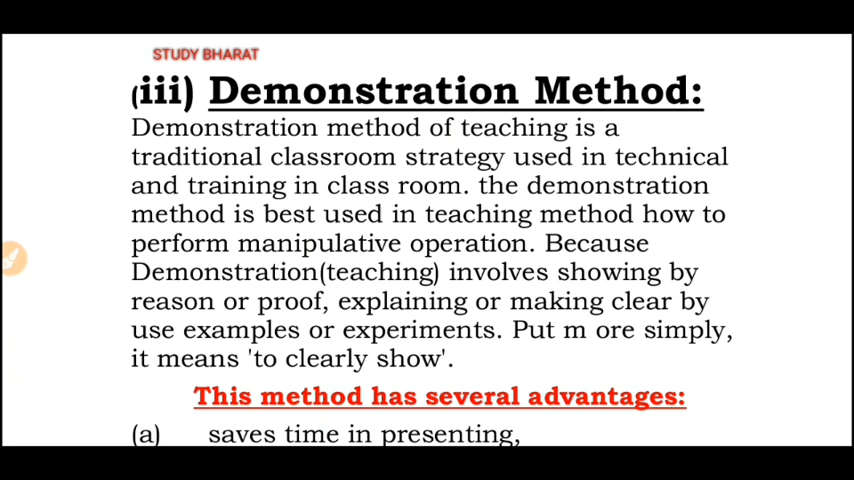 STUDY BHARAT
(iii) Demonstration Method:
Demonstration method of teaching is a
traditional classroom strategy used in technical
and training in class room. the demonstration
method is best used in teaching method how to
perform manipulative operation. Because
Demonstration(teaching) involves showing by
reason or proof, explaining or making clear by
use examples or experiments. Put m ore simply,
it means 'to clearly show'.
This method has several advantages:
(a) saves time in presenting,